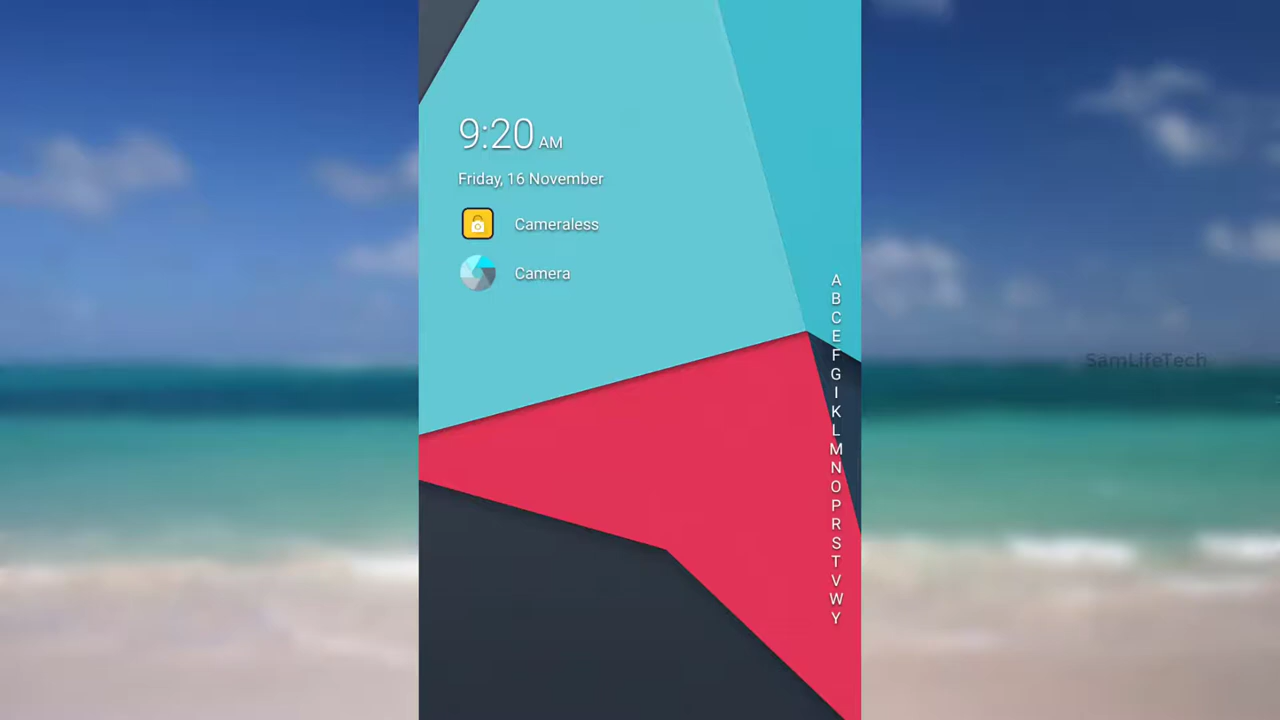 9:20 AM
Friday, 16 November
Cameraless
Camera
A
B
C
E
F
G
I
K
L
M
N
O
P
R
S
T
V
W
Y
SamLifeTech